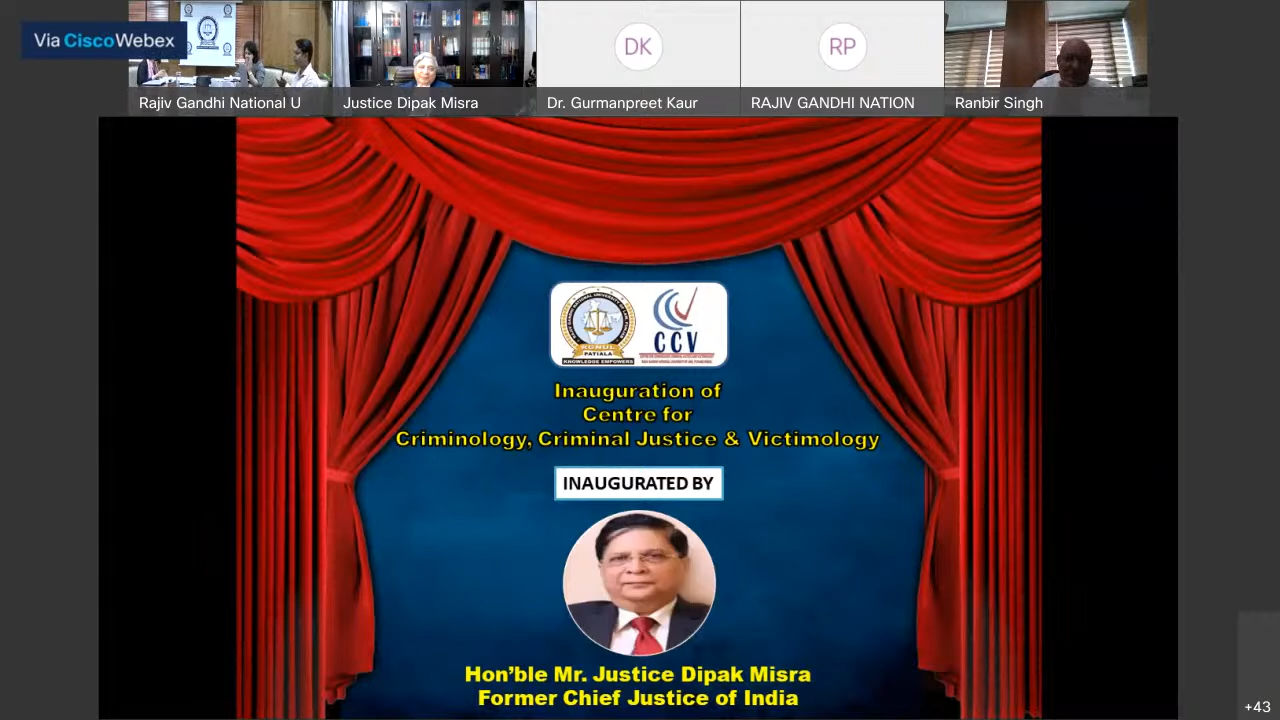 Via CiscoWebex
Rajiv Gandhi National U
Justice Dipak Misra
DK
Dr. Gurmanpreet Kaur
RP
RAJIV GANDHI NATION
Ranbir Singh
RGNUL
PATIALA
KNOWLEDGE EMPOWERS
CCV
Inauguration of
Centre for
Criminology, Criminal Justice & Victimology
INAUGURATED BY
Hon'ble Mr. Justice Dipak Misra
Former Chief Justice of India
+43